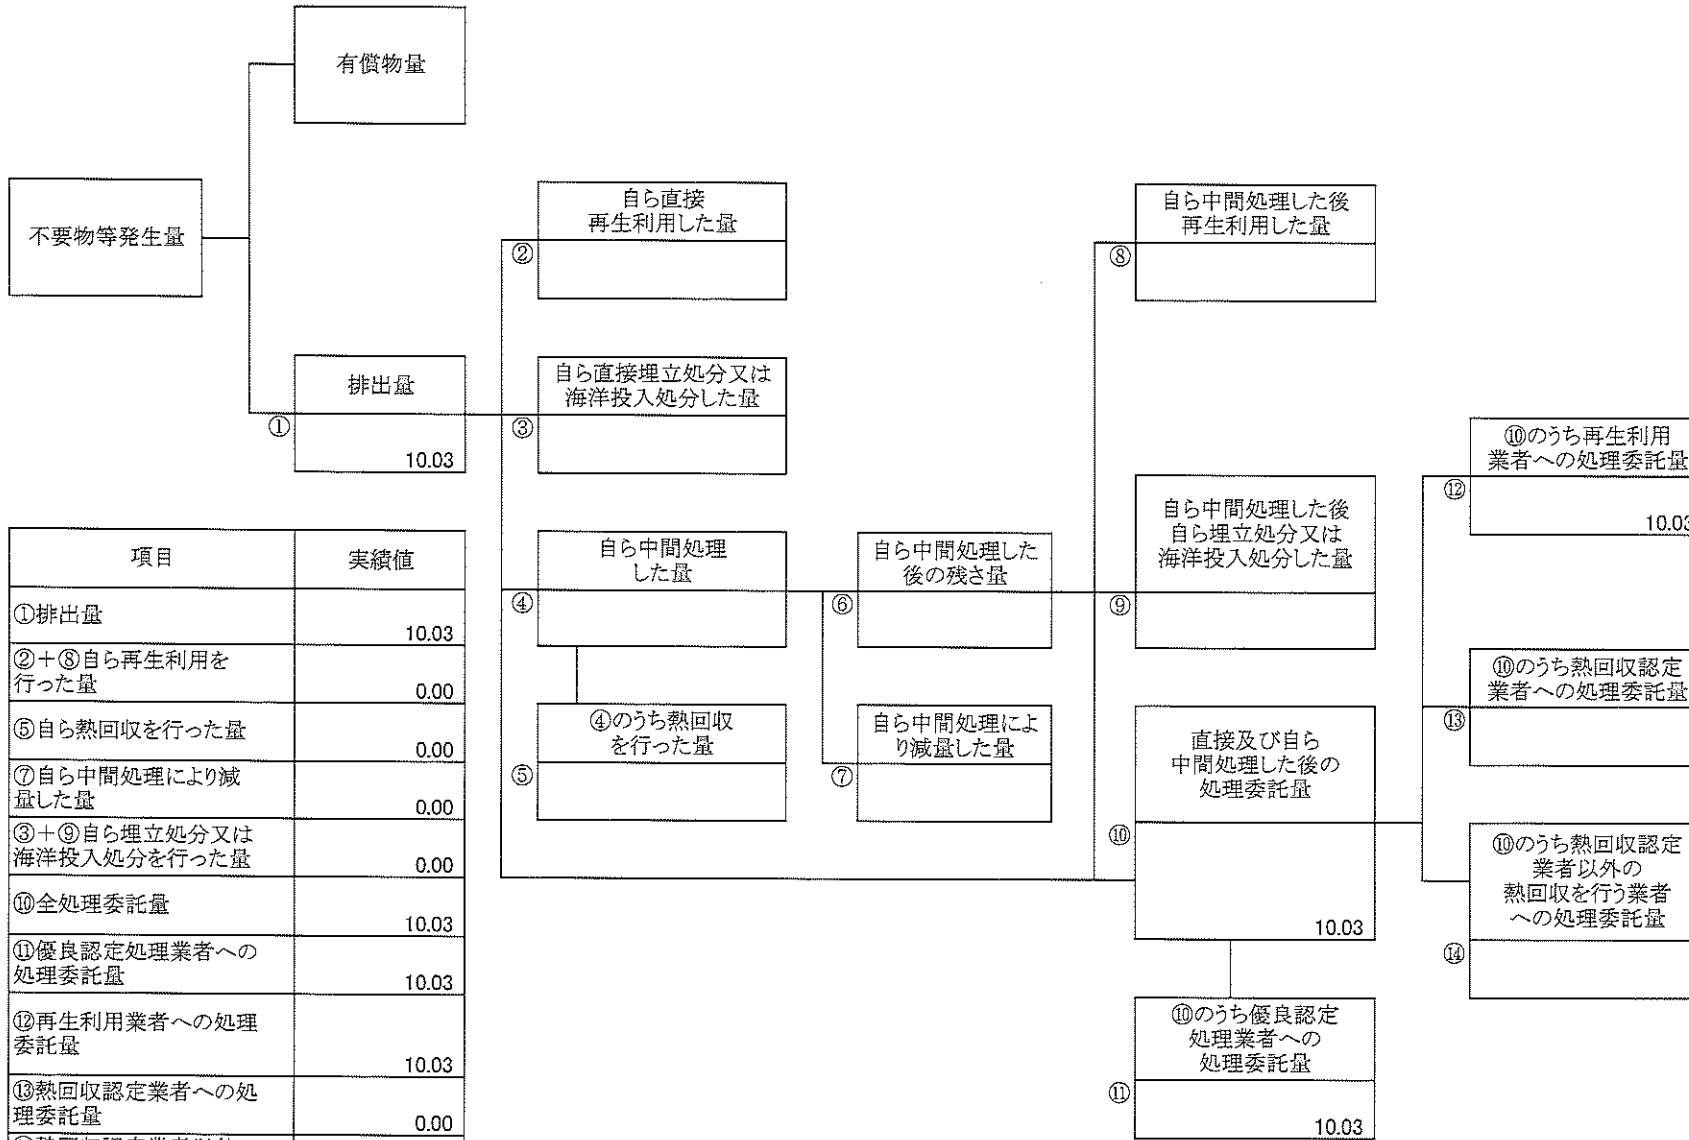 有償物量
不要物等発生量
排出量
①
10.03
自ら直接
再生利用した量
②
自ら直接埋立処分又は
海洋投入処分した量
③
自ら中間処理
した量
④
④のうち熱回収
を行った量
⑤
自ら中間処理した
後の残さ量
⑥
自ら中間処理によ
り減量した量
⑦
自ら中間処理した後
再生利用した量
⑧
自ら中間処理した後
自ら埋立処分又は
海洋投入処分した量
⑨
直接及び自ら
中間処理した後の
処理委託量
⑩
10.03
⑩のうち優良認定
処理業者への
処理委託量
⑪
10.03
⑩のうち再生利用
業者への処理委託量
⑫
10.03
⑩のうち熱回収認定
業者への処理委託量
⑬
⑩のうち熱回収認定
業者以外の
熱回収を行う業者
への処理委託量
⑭
項目 実績値
①排出量
10.03
②+⑧自ら再生利用を
行った量 0.00
⑤自ら熱回収を行った量
0.00
⑦自ら中間処理により減
量した量 0.00
③+⑨自ら埋立処分又は
海洋投入処分を行った量 0.00
⑩全処理委託量
10.03
⑪優良認定処理業者への
処理委託量 10.03
⑫再生利用業者への処理
委託量 10.03
⑬熱回収認定業者への処
理委託量 0.00